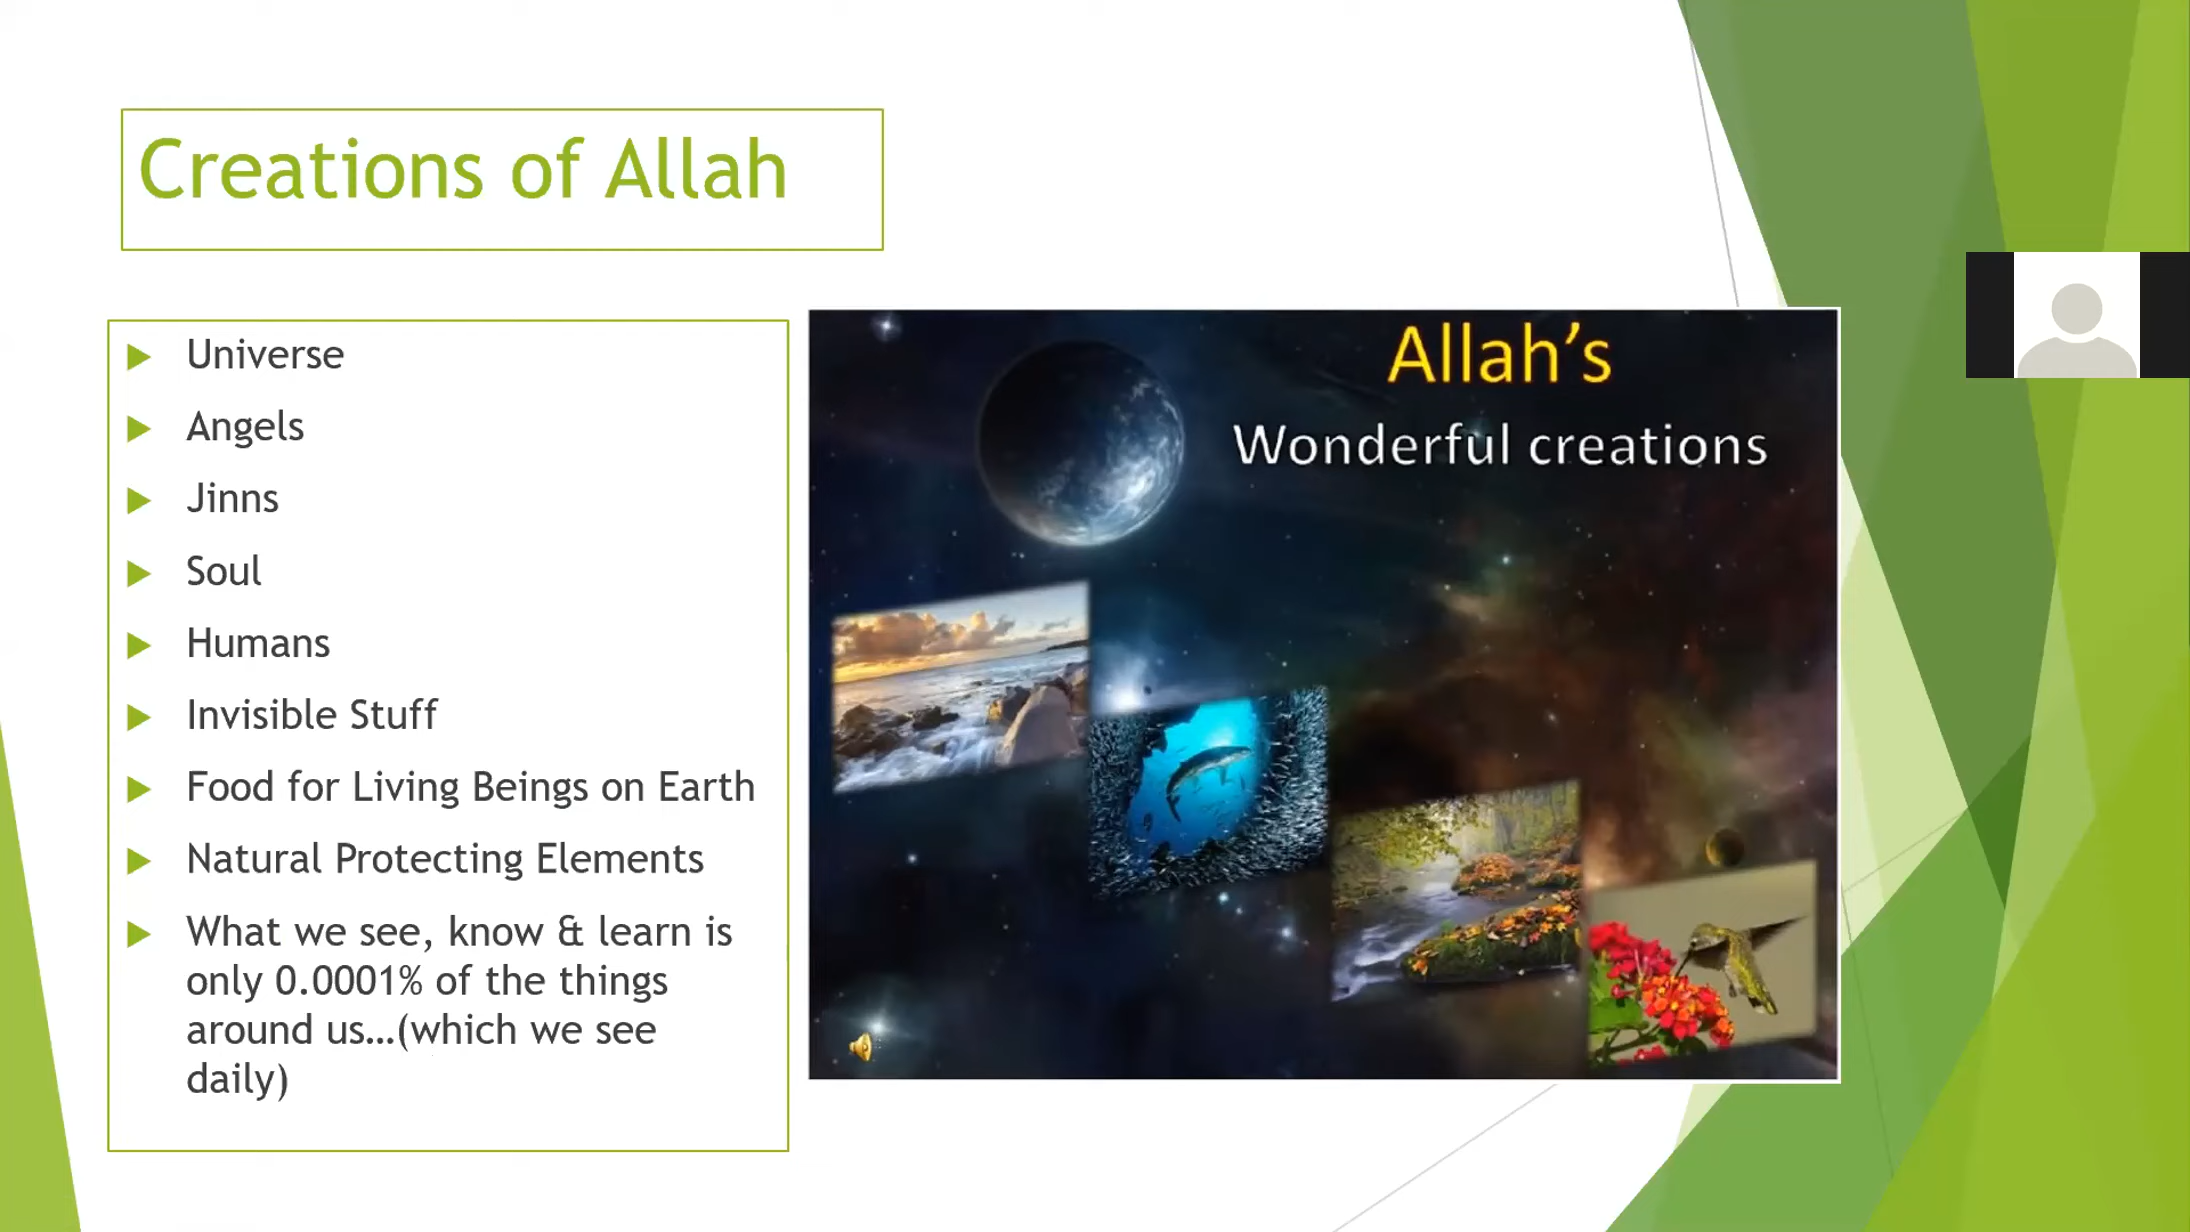 Creations of Allah
Universe
Angels
Jinns
Soul
Humans
Invisible Stuff
Food for Living Beings on Earth
Natural Protecting Elements
What we see, know & learn is
only 0.0001% of the things
around us…(which we see
daily)
Allah’s
Wonderful creations